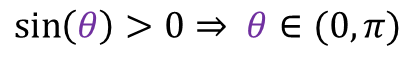 sin(θ) > 0 ⇒ θ ∈ (0, π)